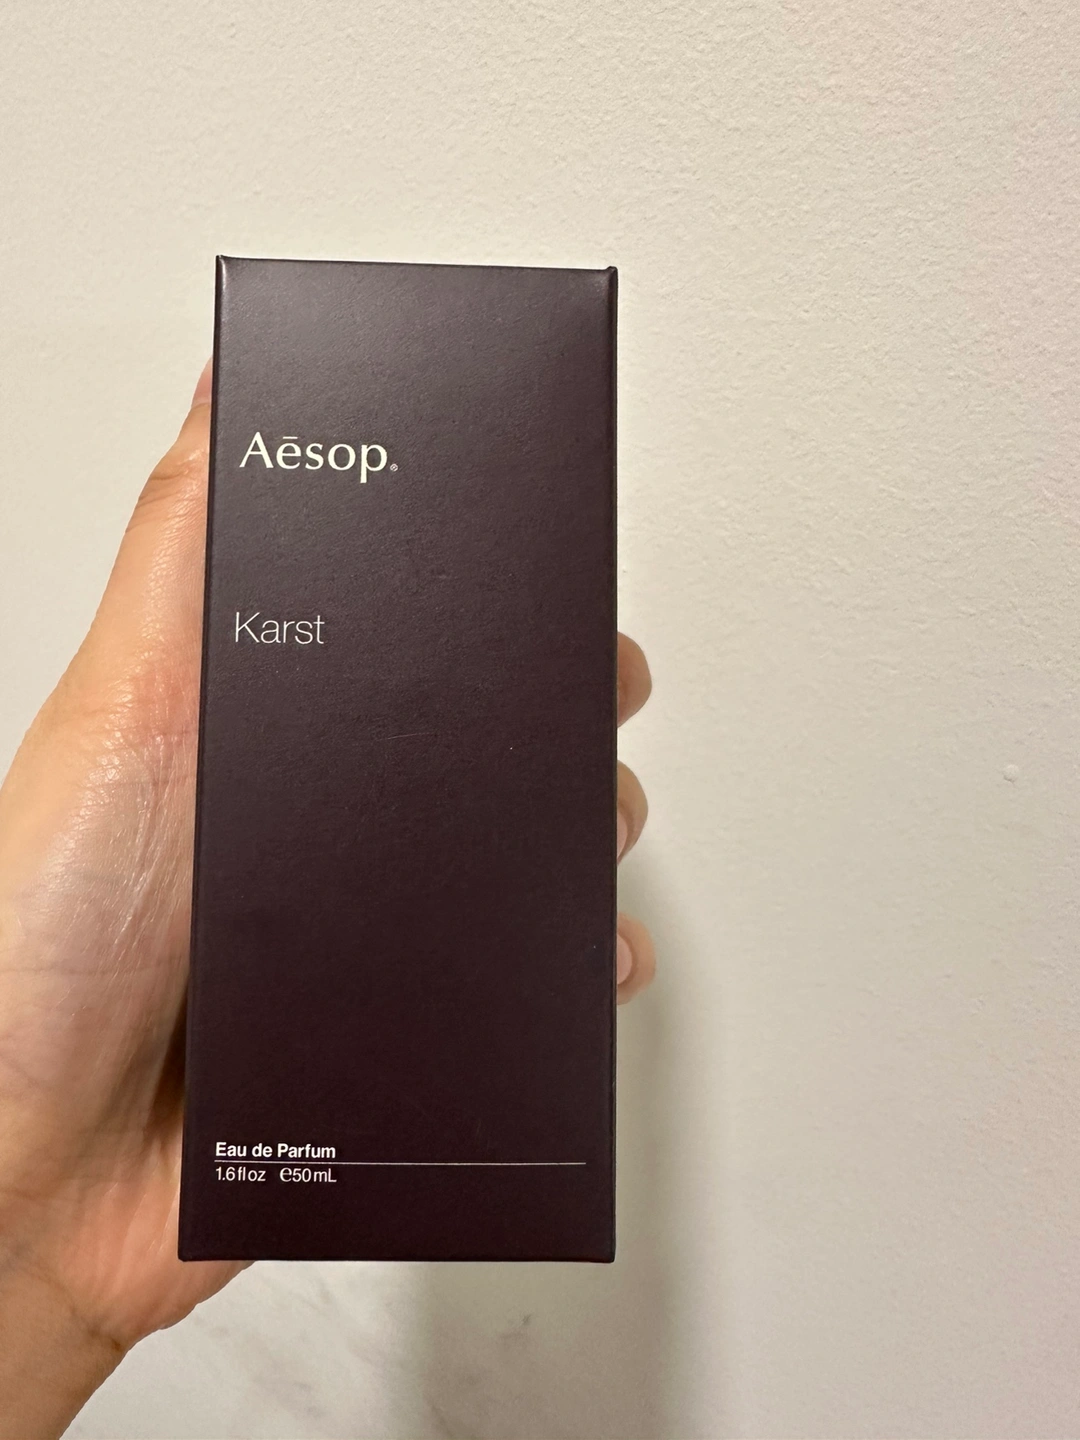 Aēsop®
Karst
Eau de Parfum
1.6 fl oz ℮50 mL